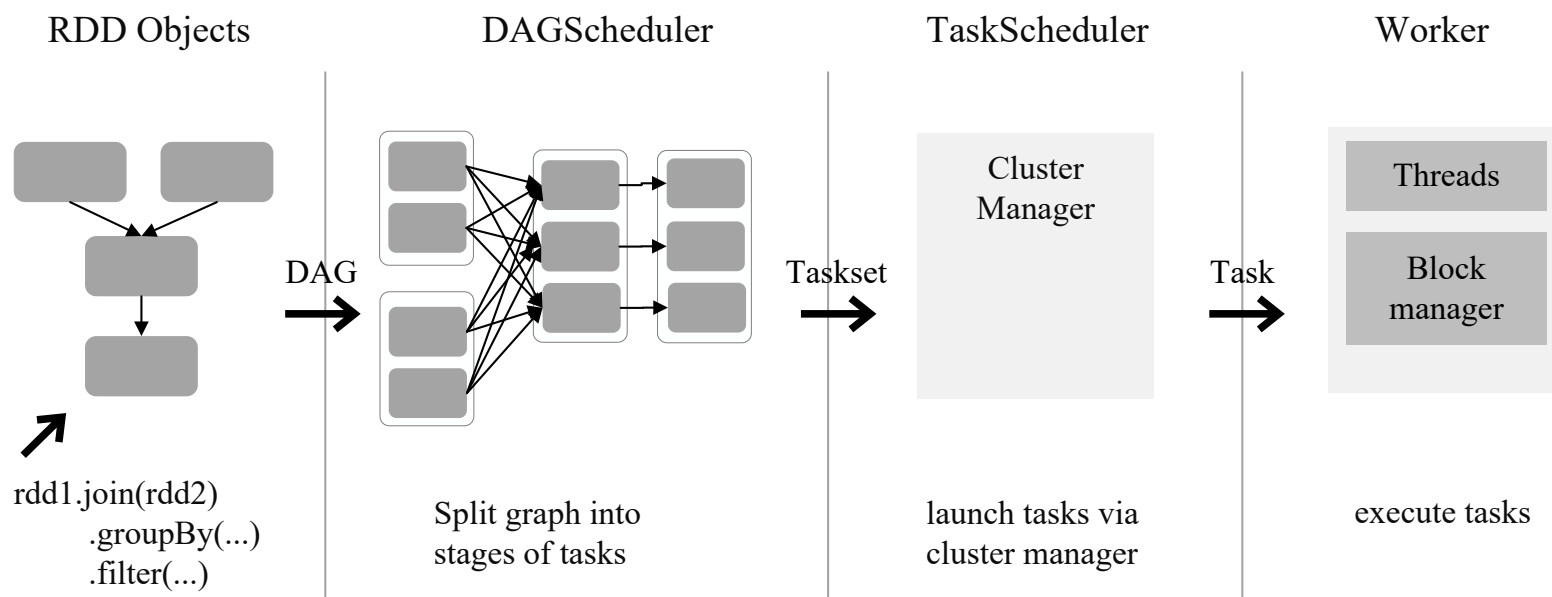 RDD Objects
DAGScheduler
TaskScheduler
Worker
DAG
Taskset
Cluster
Manager
Task
Threads
Block
manager
rdd1.join(rdd2)
.groupBy(...)
.filter(...)
Split graph into
stages of tasks
launch tasks via
cluster manager
execute tasks